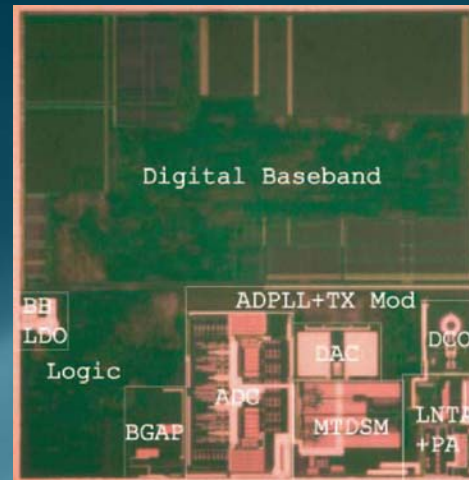 Digital Baseband
BB
LDO
ADPLL+TX Mod
DCO
DAC
Logic
ADC
BGAP
MTDSM
LNTA
+PA